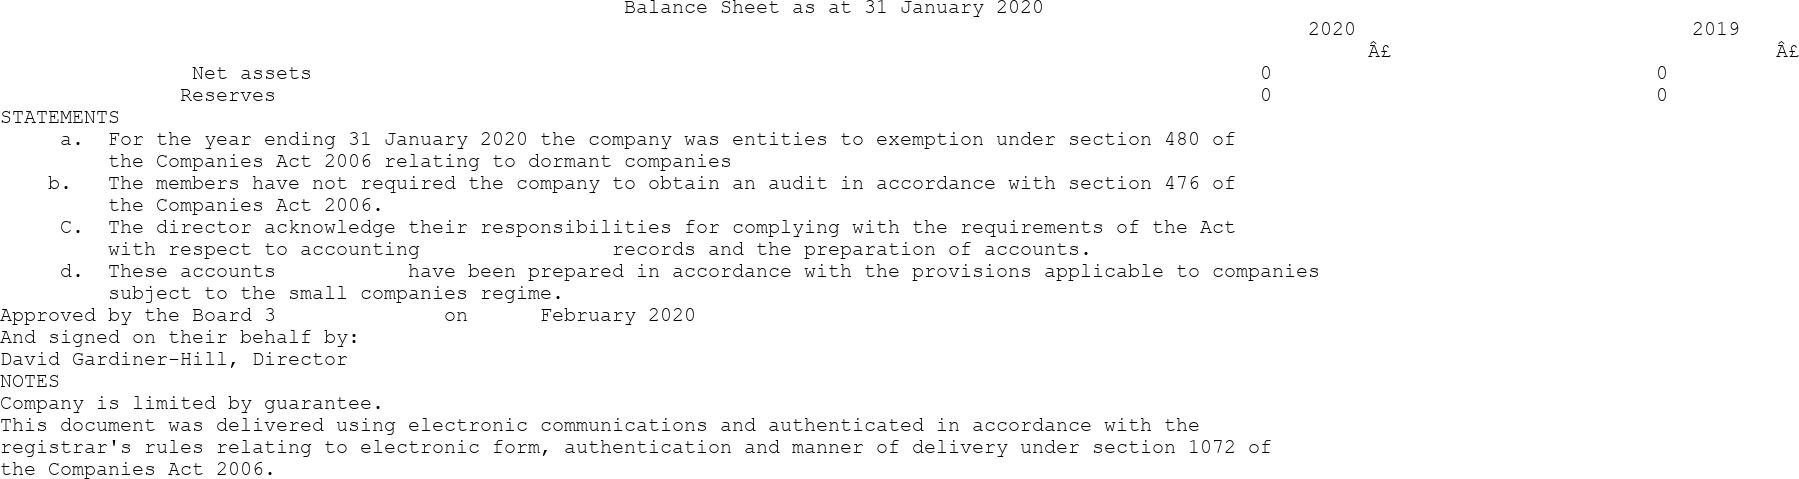 Balance Sheet as at 31 January 2020
2020 2019
Â£ Â£
Net assets 0 0
Reserves 0 0
STATEMENTS
a. For the year ending 31 January 2020 the company was entities to exemption under section 480 of
the Companies Act 2006 relating to dormant companies
b. The members have not required the company to obtain an audit in accordance with section 476 of
the Companies Act 2006.
C. The director acknowledge their responsibilities for complying with the requirements of the Act
with respect to accounting records and the preparation of accounts.
d. These accounts have been prepared in accordance with the provisions applicable to companies
subject to the small companies regime.
Approved by the Board 3 on February 2020
And signed on their behalf by:
David Gardiner-Hill, Director
NOTES
Company is limited by guarantee.
This document was delivered using electronic communications and authenticated in accordance with the
registrar's rules relating to electronic form, authentication and manner of delivery under section 1072 of
the Companies Act 2006.